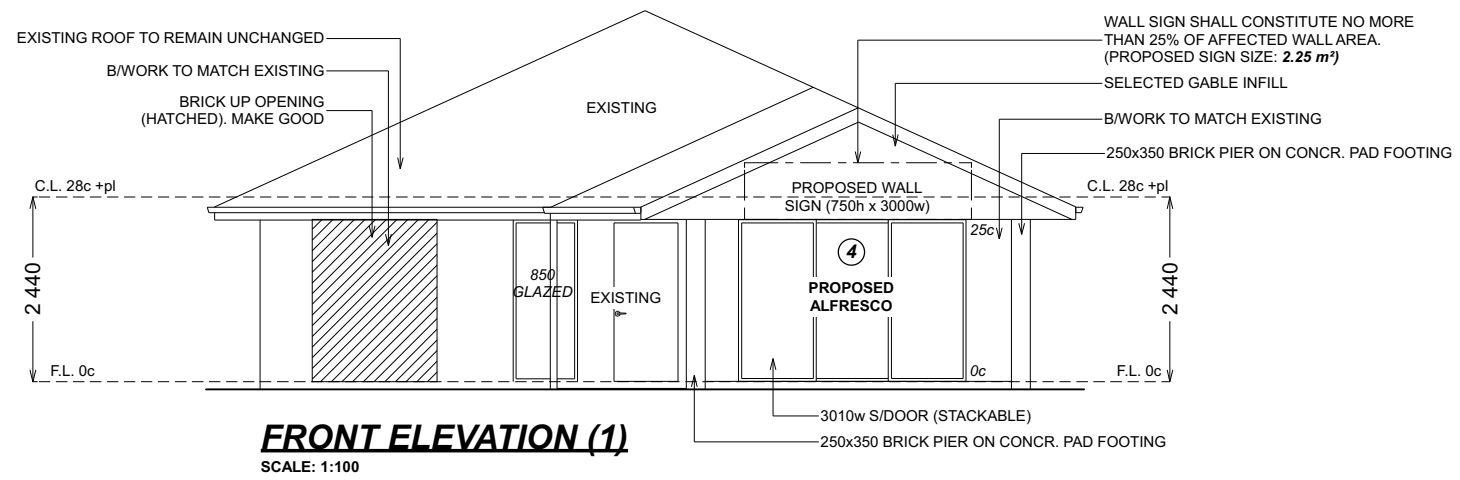 EXISTING ROOF TO REMAIN UNCHANGED
B/WORK TO MATCH EXISTING
BRICK UP OPENING
(HATCHED). MAKE GOOD
WALL SIGN SHALL CONSTITUTE NO MORE
THAN 25% OF AFFECTED WALL AREA.
(PROPOSED SIGN SIZE: 2.25 m²)
SELECTED GABLE INFILL
B/WORK TO MATCH EXISTING
250x350 BRICK PIER ON CONCR. PAD FOOTING
EXISTING
C.L. 28c +pl
C.L. 28c +pl
PROPOSED WALL
SIGN (750h x 3000w)
25c
2 440
850
GLAZED
EXISTING
4
PROPOSED
ALFRESCO
2 440
F.L. 0c
0c
F.L. 0c
3010w S/DOOR (STACKABLE)
250x350 BRICK PIER ON CONCR. PAD FOOTING
FRONT ELEVATION (1)
SCALE: 1:100